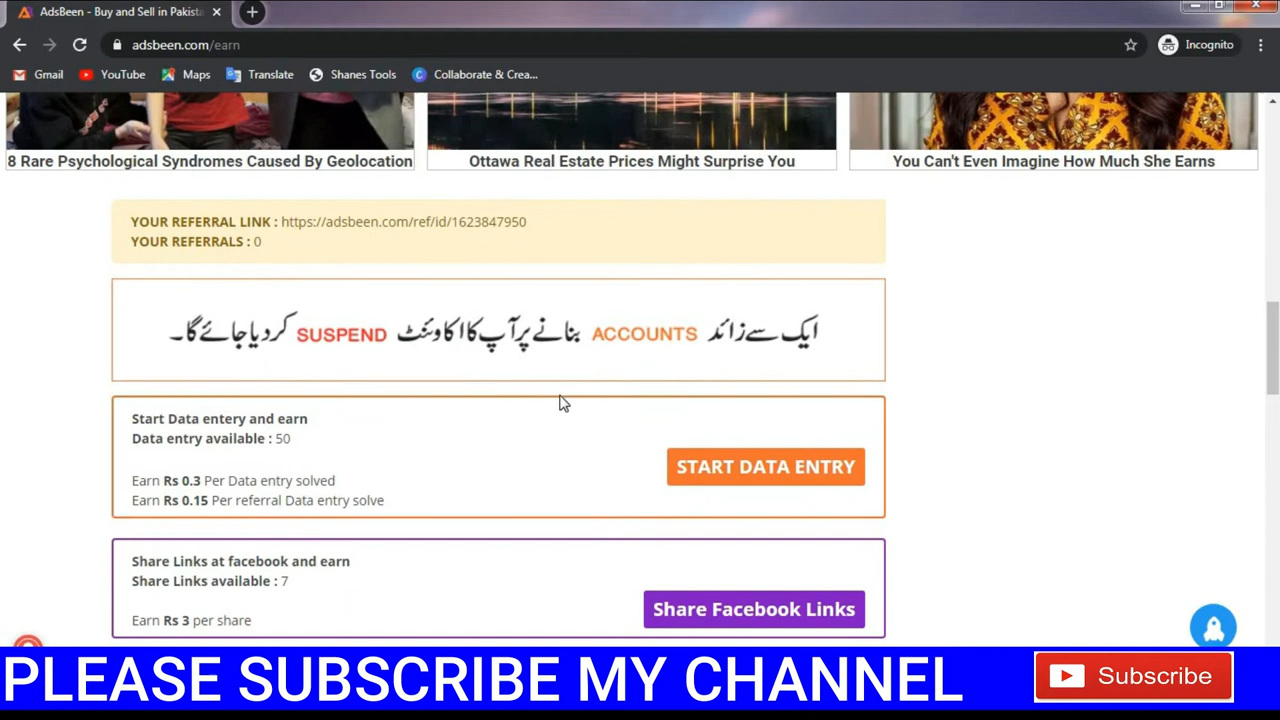 AdsBeen - Buy and Sell in Pakista
adsbeen.com/earn
Incognito
Gmail
YouTube
Maps
Translate
Shanes Tools
Collaborate & Crea...
8 Rare Psychological Syndromes Caused By Geolocation
Ottawa Real Estate Prices Might Surprise You
You Can't Even Imagine How Much She Earns
YOUR REFERRAL LINK : https://adsbeen.com/ref/id/1623847950
YOUR REFERRALS : 0
ایک سے زائد ACCOUNTS بنانے پر آپ کا اکاوئنٹ SUSPEND کر دیا جائے گا۔
Start Data entery and earn
Data entry available : 50
Earn Rs 0.3 Per Data entry solved
Earn Rs 0.15 Per referral Data entry solve
START DATA ENTRY
Share Links at facebook and earn
Share Links available : 7
Earn Rs 3 per share
Share Facebook Links
PLEASE SUBSCRIBE MY CHANNEL
Subscribe